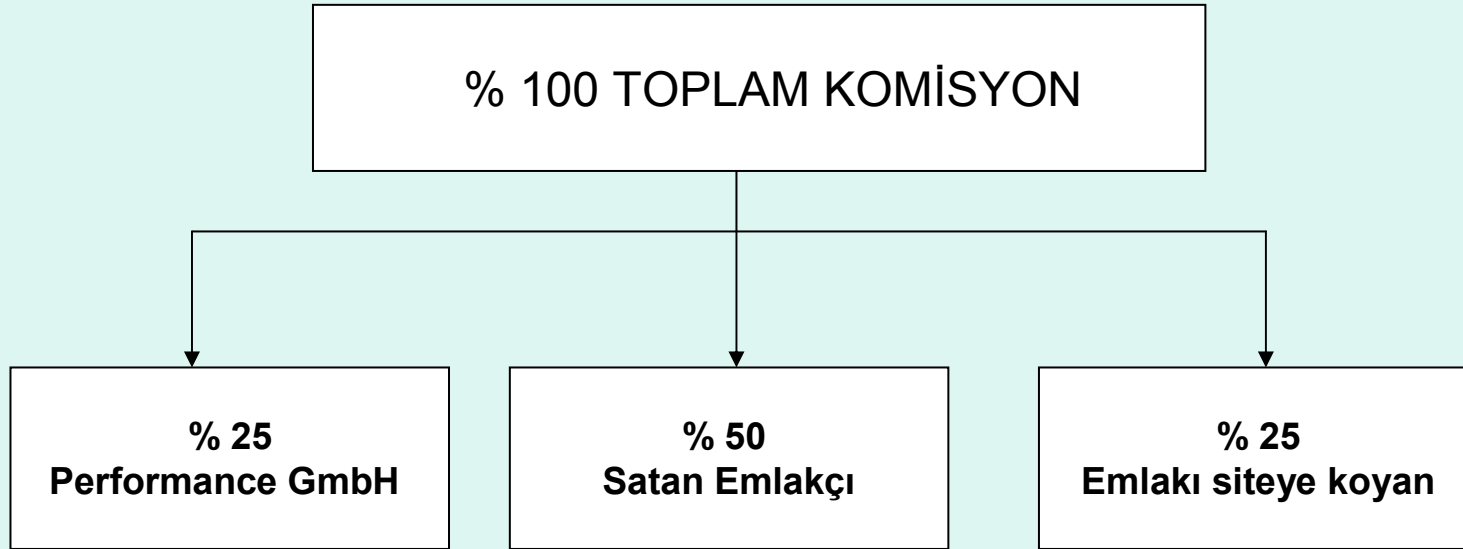 % 100 TOPLAM KOMİSYON
% 25
Performance GmbH
% 50
Satan Emlakçı
% 25
Emlakı siteye koyan